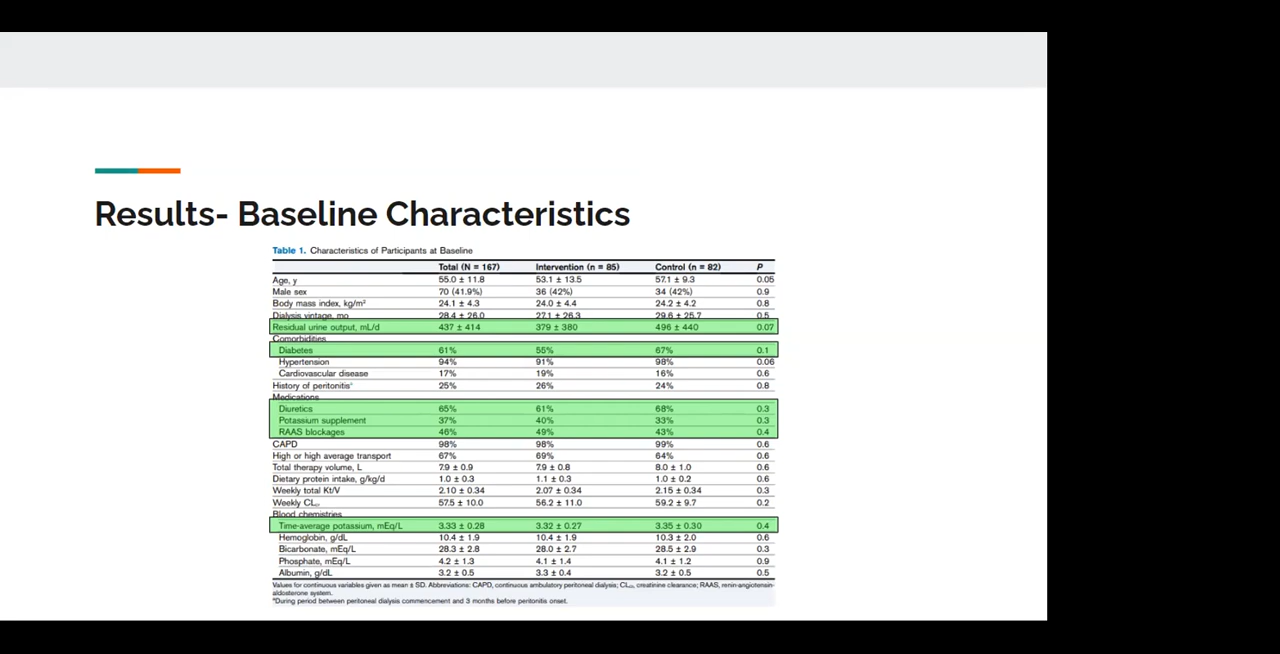 Results- Baseline Characteristics
Table 1. Characteristics of Participants at Baseline
Total (N = 167) Intervention (n = 85) Control (n = 82) P
Age, y 55.0 ± 11.8 53.1 ± 13.5 57.1 ± 9.3 0.05
Male sex 70 (41.9%) 36 (42%) 34 (42%) 0.9
Body mass index, kg/m² 24.1 ± 4.3 24.0 ± 4.4 24.2 ± 4.2 0.8
Dialysis vintage, mo 28.4 ± 26.0 27.1 ± 26.3 29.6 ± 25.7 0.5
Residual urine output, mL/d 437 ± 414 379 ± 380 496 ± 440 0.07
Comorbidities
Diabetes 61% 55% 67% 0.1
Hypertension 94% 91% 98% 0.06
Cardiovascular disease 17% 19% 16% 0.6
History of peritonitisᵃ 25% 26% 24% 0.8
Medications
Diuretics 65% 61% 68% 0.3
Potassium supplement 37% 40% 33% 0.3
RAAS blockages 46% 49% 43% 0.4
CAPD 98% 98% 99% 0.6
High or high average transport 67% 69% 64% 0.6
Total therapy volume, L 7.9 ± 0.9 7.9 ± 0.8 8.0 ± 1.0 0.6
Dietary protein intake, g/kg/d 1.0 ± 0.3 1.1 ± 0.3 1.0 ± 0.2 0.6
Weekly total Kt/V 2.10 ± 0.34 2.07 ± 0.34 2.15 ± 0.34 0.3
Weekly CLcr 57.5 ± 10.0 56.2 ± 11.0 59.2 ± 9.7 0.2
Blood chemistries
Time-average potassium, mEq/L 3.33 ± 0.28 3.32 ± 0.27 3.35 ± 0.30 0.4
Hemoglobin, g/dL 10.4 ± 1.9 10.4 ± 1.9 10.3 ± 2.0 0.6
Bicarbonate, mEq/L 28.3 ± 2.8 28.0 ± 2.7 28.5 ± 2.9 0.3
Phosphate, mEq/L 4.2 ± 1.3 4.1 ± 1.4 4.1 ± 1.2 0.9
Albumin, g/dL 3.2 ± 0.5 3.3 ± 0.4 3.2 ± 0.5 0.5
Values for continuous variables given as mean ± SD. Abbreviations: CAPD, continuous ambulatory peritoneal dialysis; CLcr, creatinine clearance; RAAS, renin-angiotensin-
aldosterone system.
ᵃDuring period between peritoneal dialysis commencement and 3 months before peritonitis onset.